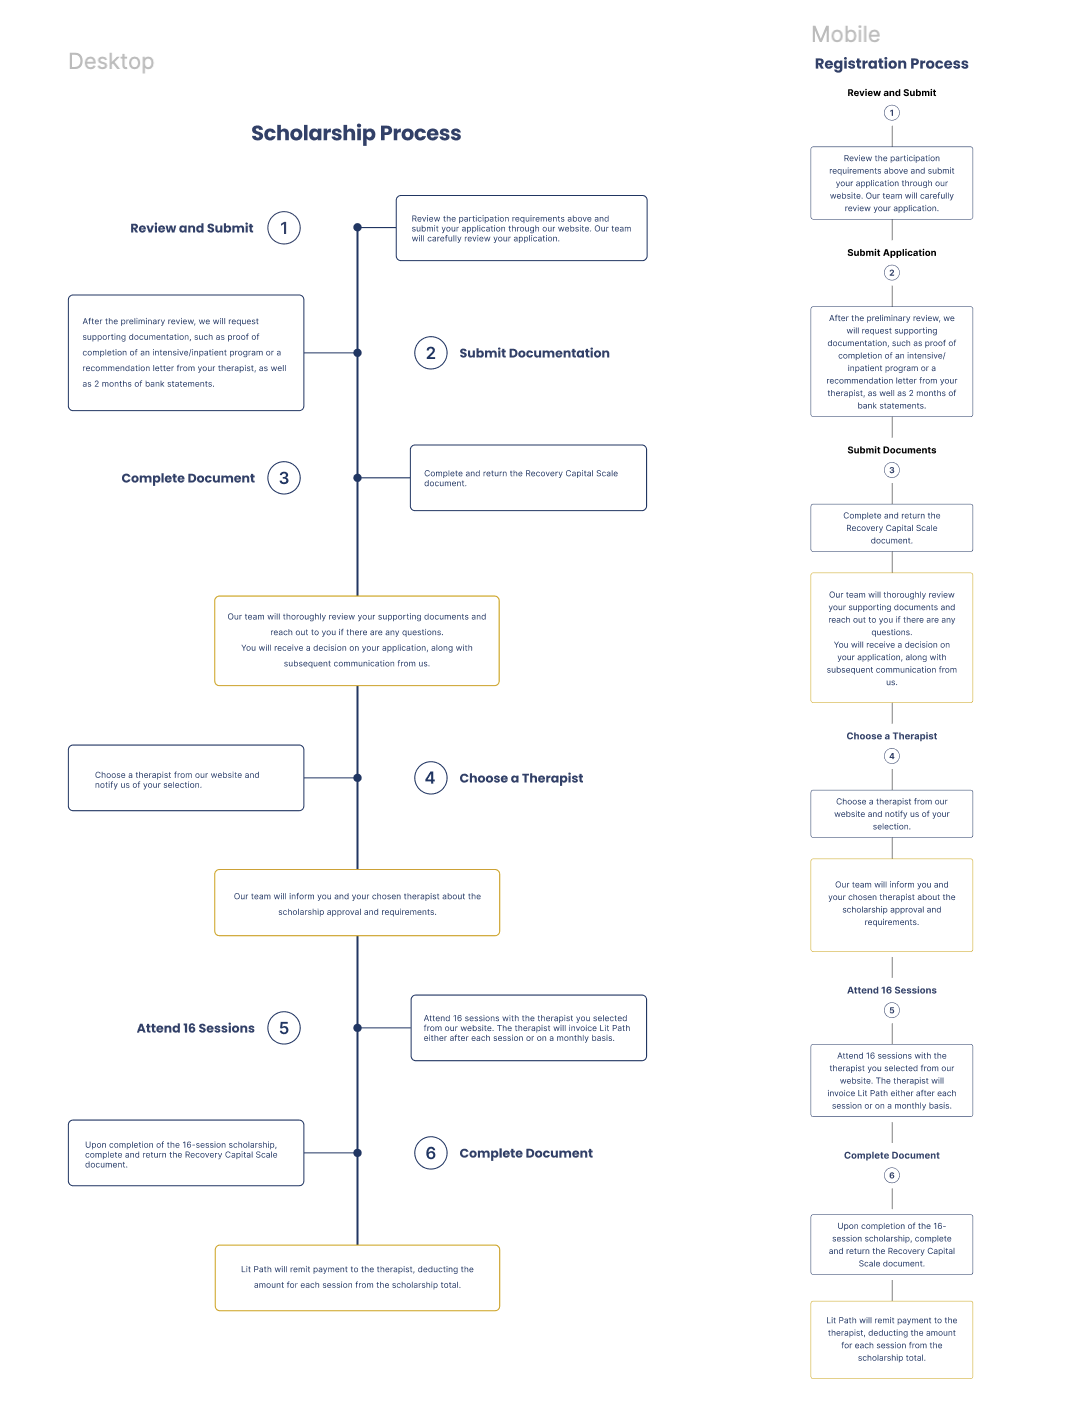 Desktop
Scholarship Process
Review and Submit
1
Review the participation requirements above and
submit your application through our website. Our team
will carefully review your application.
After the preliminary review, we will request
supporting documentation, such as proof of
completion of an intensive/inpatient program or a
recommendation letter from your therapist, as well
as 2 months of bank statements.
2
Submit Documentation
Complete Document
3
Complete and return the Recovery Capital Scale
document.
Our team will thoroughly review your supporting documents and
reach out to you if there are any questions.
You will receive a decision on your application, along with
subsequent communication from us.
Choose a therapist from our website and
notify us of your selection.
4
Choose a Therapist
Our team will inform you and your chosen therapist about the
scholarship approval and requirements.
Attend 16 Sessions
5
Attend 16 sessions with the therapist you selected
from our website. The therapist will invoice Lit Path
either after each session or on a monthly basis.
Upon completion of the 16-session scholarship,
complete and return the Recovery Capital Scale
document.
6
Complete Document
Lit Path will remit payment to the therapist, deducting the
amount for each session from the scholarship total.
Mobile
Registration Process
Review and Submit
1
Review the participation
requirements above and submit
your application through our
website. Our team will carefully
review your application.
Submit Application
2
After the preliminary review, we
will request supporting
documentation, such as proof of
completion of an intensive/
inpatient program or a
recommendation letter from your
therapist, as well as 2 months of
bank statements.
Submit Documents
3
Complete and return the
Recovery Capital Scale
document.
Our team will thoroughly review
your supporting documents and
reach out to you if there are any
questions.
You will receive a decision on
your application, along with
subsequent communication from
us.
Choose a Therapist
4
Choose a therapist from our
website and notify us of your
selection.
Our team will inform you and
your chosen therapist about the
scholarship approval and
requirements.
Attend 16 Sessions
5
Attend 16 sessions with the
therapist you selected from our
website. The therapist will
invoice Lit Path either after each
session or on a monthly basis.
Complete Document
6
Upon completion of the 16-
session scholarship, complete
and return the Recovery Capital
Scale document.
Lit Path will remit payment to the
therapist, deducting the amount
for each session from the
scholarship total.